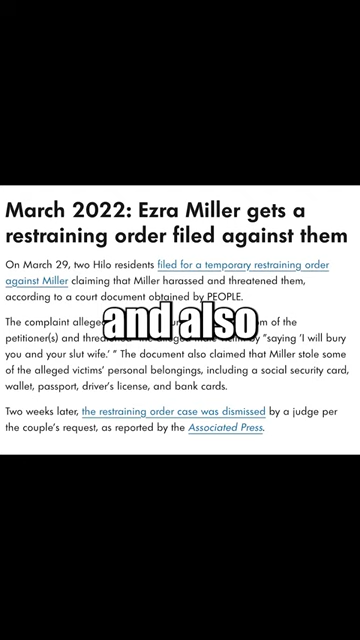 March 2022: Ezra Miller gets a
restraining order filed against them
On March 29, two Hilo residents filed for a temporary restraining order
against Miller claiming that Miller harassed and threatened them,
according to a court document obtained by PEOPLE.
The complaint alleged of the
and also
petitioner(s) and by "saying 'I will bury
you and your slut wife.' " The document also claimed that Miller stole some
of the alleged victims' personal belongings, including a social security card,
wallet, passport, driver's license, and bank cards.
Two weeks later, the restraining order case was dismissed by a judge per
the couple's request, as reported by the Associated Press.